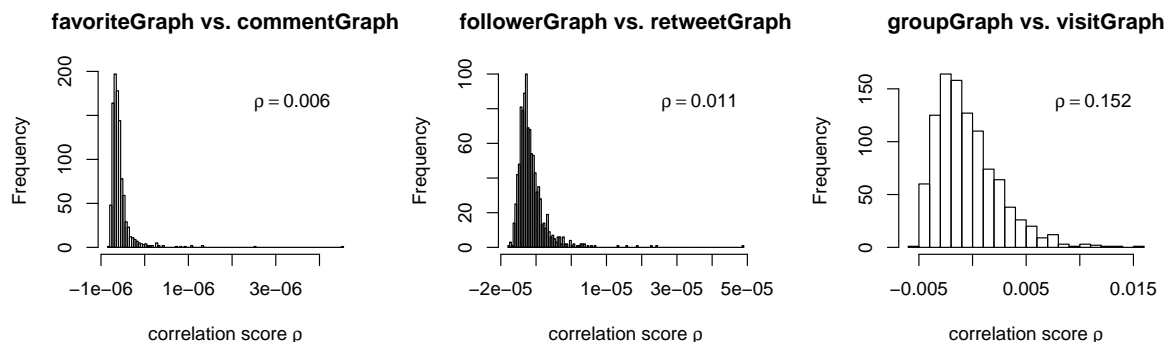 favoriteGraph vs. commentGraph
Frequency
0
50
100
200
ρ = 0.006
−1e−06
1e−06
3e−06
correlation score ρ
followerGraph vs. retweetGraph
Frequency
0
20
40
60
100
ρ = 0.011
−2e−05
1e−05
3e−05
5e−05
correlation score ρ
groupGraph vs. visitGraph
Frequency
0
50
100
150
ρ = 0.152
−0.005
0.005
0.015
correlation score ρ